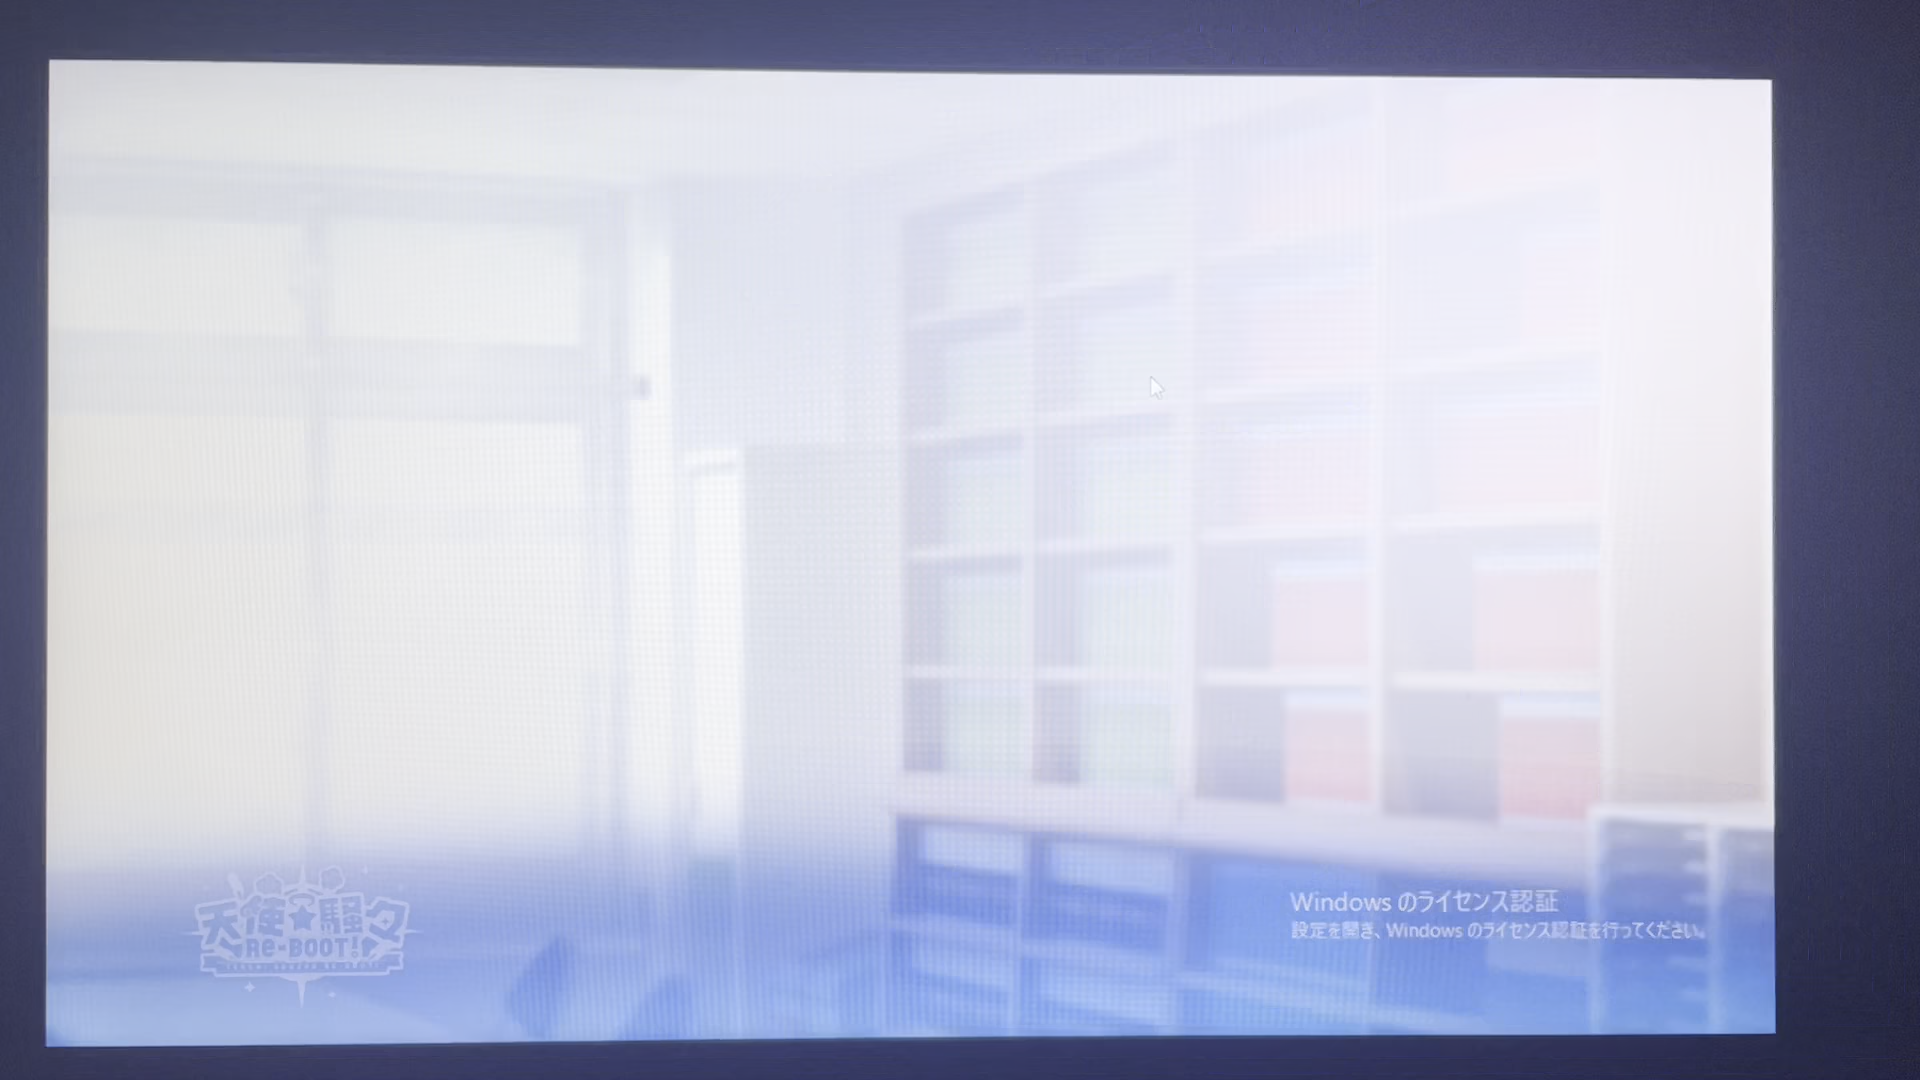 天使☆騒々
RE-BOOT!
Windows のライセンス認証
設定を開き、Windows のライセンス認証を行ってください。